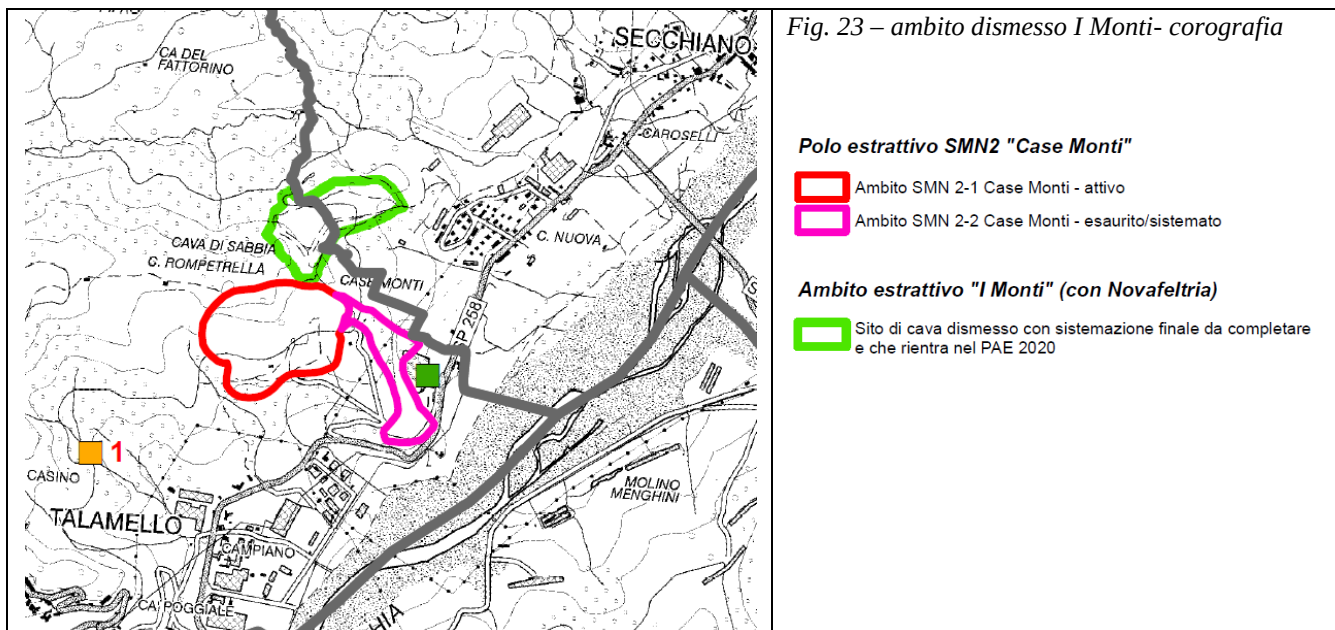 SECCHIANO
CA DEL
FATTORINO
CAROSELLI
C. NUOVA
CAVA DI SABBIA
C. ROMPETRELLA
CASE MONTI
SP 258
1
CASINO
TALAMELLO
CAMPIANO
CA' POGGIALE
MOLINO
MENGHINI
Fig. 23 – ambito dismesso I Monti- corografia
Polo estrattivo SMN2 "Case Monti"
Ambito SMN 2-1 Case Monti - attivo
Ambito SMN 2-2 Case Monti - esaurito/sistemato
Ambito estrattivo "I Monti" (con Novafeltria)
Sito di cava dismesso con sistemazione finale da completare
e che rientra nel PAE 2020